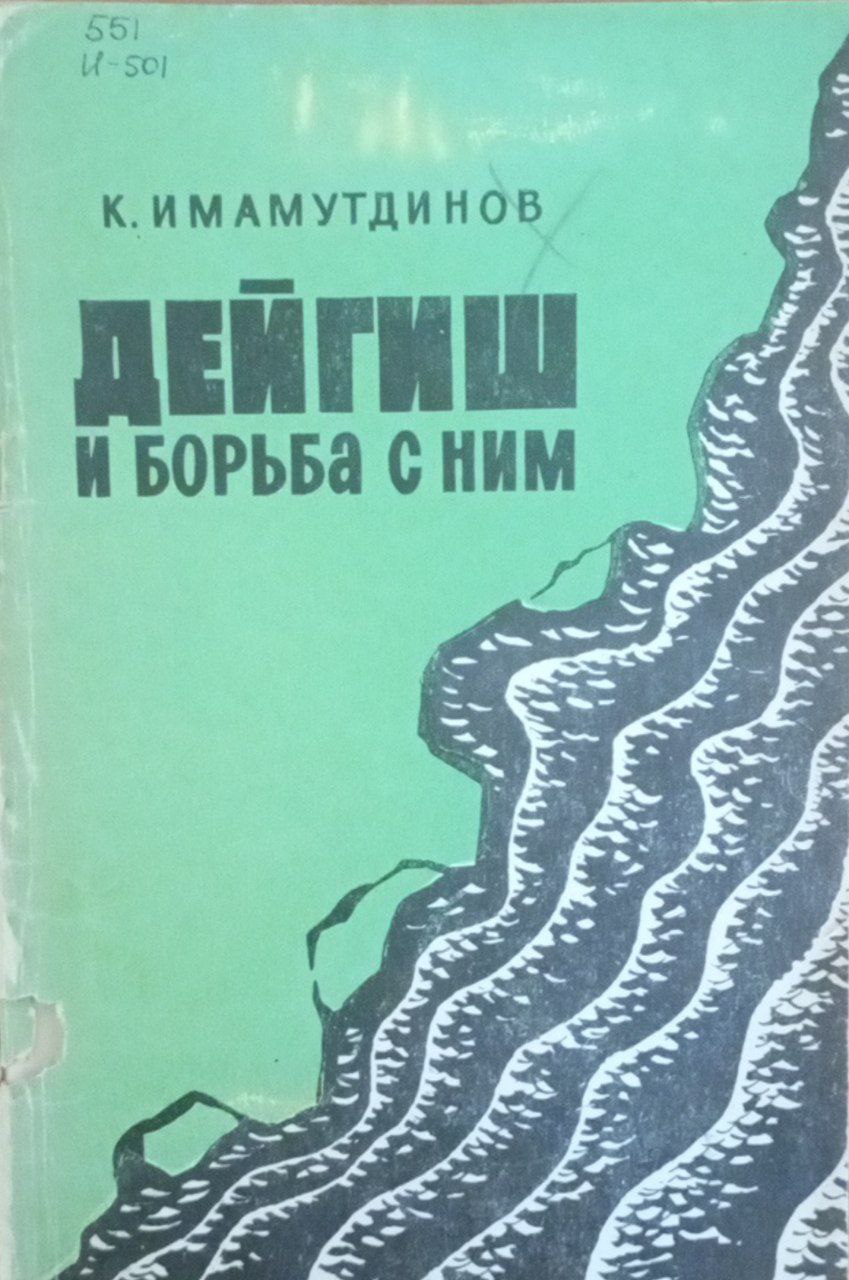 551
И-501
К. ИМАМУТДИНОВ
ДЕЙГИШ
И БОРЬБА С НИМ